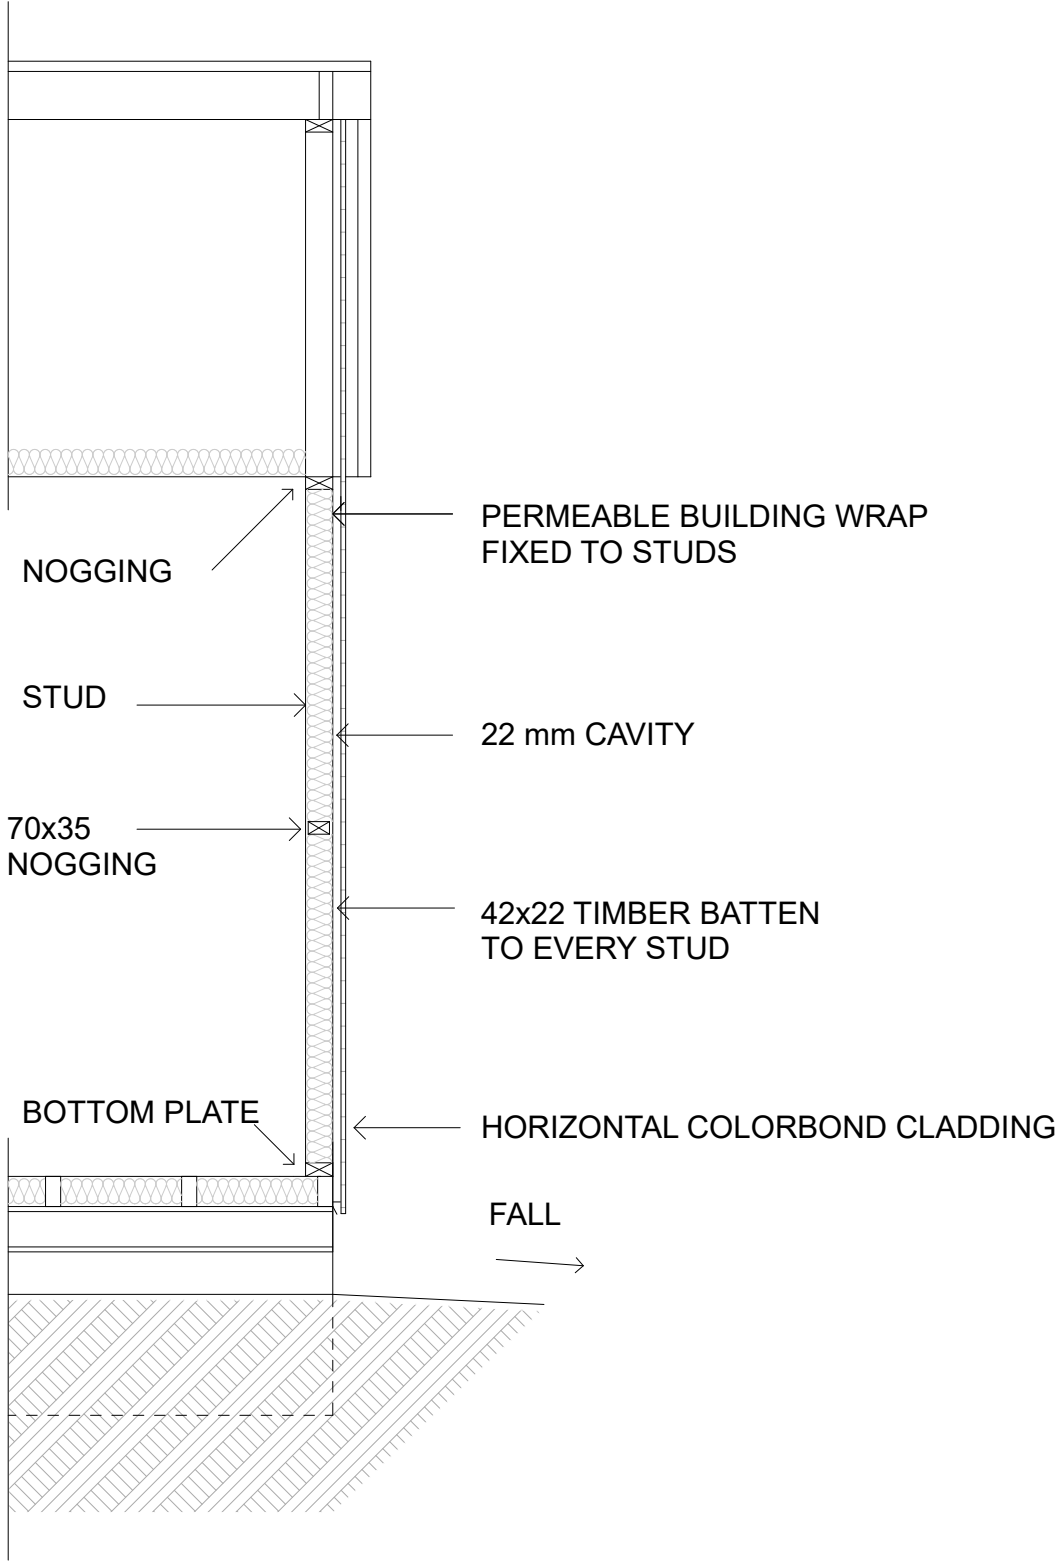 PERMEABLE BUILDING WRAP
FIXED TO STUDS
NOGGING
STUD
22 mm CAVITY
70x35
NOGGING
42x22 TIMBER BATTEN
TO EVERY STUD
BOTTOM PLATE
HORIZONTAL COLORBOND CLADDING
FALL